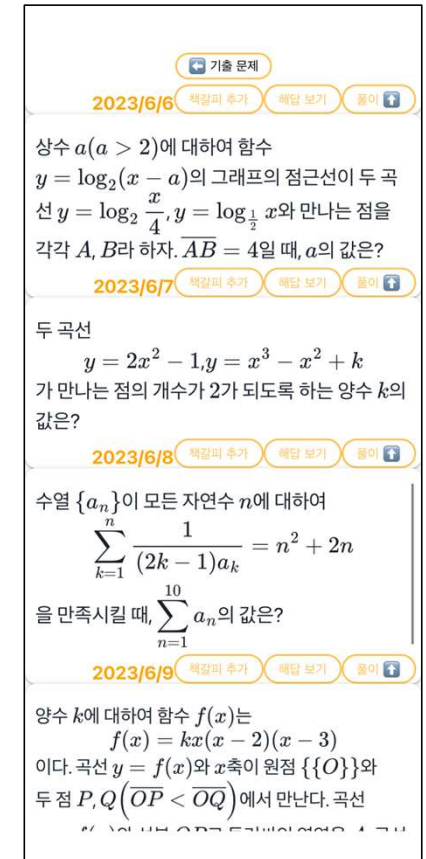 ⬅️ 기출 문제
2023/6/6 책갈피 추가 해답 보기 풀이 ⬆️
상수 a(a > 2)에 대하여 함수
y = log₂(x − a)의 그래프의 점근선이 두 곡
선 y = log₂ x/4, y = log_{1/2} x와 만나는 점을
각각 A, B라 하자. \overline{AB} = 4일 때, a의 값은?
2023/6/7 책갈피 추가 해답 보기 풀이 ⬆️
두 곡선
y = 2x² − 1,y = x³ − x² + k
가 만나는 점의 개수가 2가 되도록 하는 양수 k의
값은?
2023/6/8 책갈피 추가 해답 보기 풀이 ⬆️
수열 {aₙ}이 모든 자연수 n에 대하여
\sum_{k=1}^{n} \frac{1}{(2k − 1)a_k} = n² + 2n
을 만족시킬 때, \sum_{n=1}^{10} aₙ의 값은?
2023/6/9 책갈피 추가 해답 보기 풀이 ⬆️
양수 k에 대하여 함수 f(x)는
f(x) = kx(x − 2)(x − 3)
이다. 곡선 y = f(x)와 x축이 원점 {{O}}와
두 점 P, Q(\overline{OP} < \overline{OQ})에서 만난다. 곡선